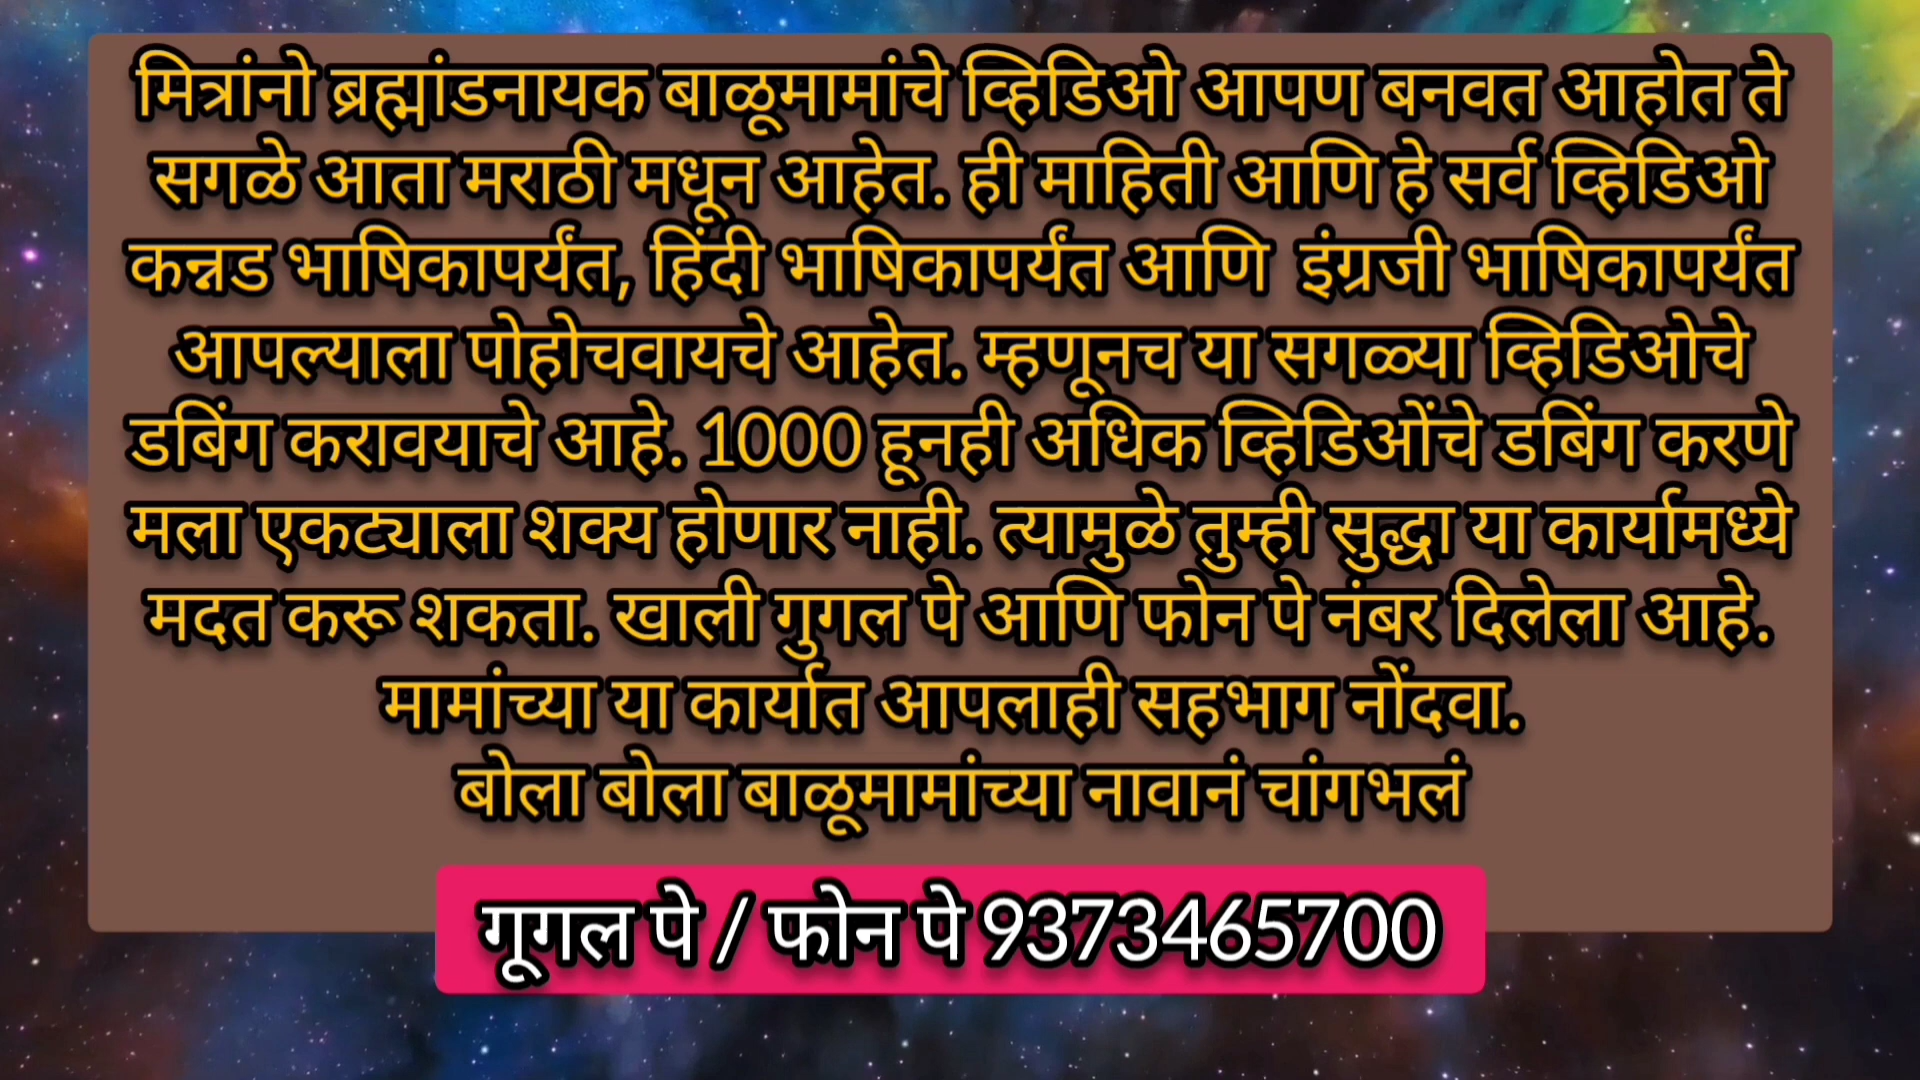 मित्रांनो ब्रह्मांडनायक बाळूमामांचे व्हिडिओ आपण बनवत आहोत ते
सगळे आता मराठी मधून आहेत. ही माहिती आणि हे सर्व व्हिडिओ
कन्नड भाषिकापर्यंत, हिंदी भाषिकापर्यंत आणि इंग्रजी भाषिकापर्यंत
आपल्याला पोहोचवायचे आहेत. म्हणूनच या सगळ्या व्हिडिओचे
डबिंग करावयाचे आहे. 1000 हूनही अधिक व्हिडिओंचे डबिंग करणे
मला एकट्याला शक्य होणार नाही. त्यामुळे तुम्ही सुद्धा या कार्यामध्ये
मदत करू शकता. खाली गुगल पे आणि फोन पे नंबर दिलेला आहे.
मामांच्या या कार्यात आपलाही सहभाग नोंदवा.
बोला बोला बाळूमामांच्या नावानं चांगभलं
गूगल पे / फोन पे 9373465700